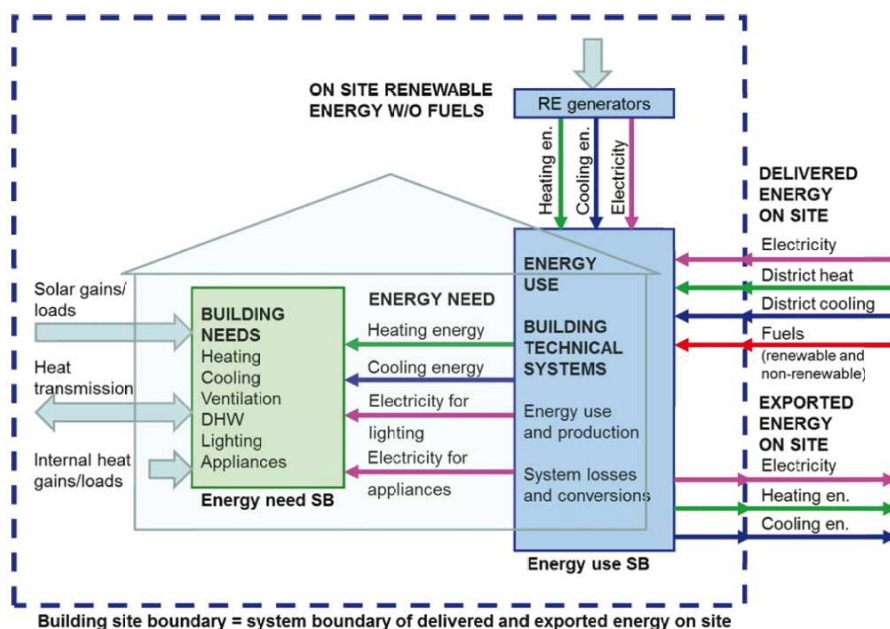 ON SITE RENEWABLE
ENERGY W/O FUELS
RE generators
Heating en.
Cooling en.
Electricity
DELIVERED
ENERGY
ON SITE
Electricity
District heat
District cooling
Fuels
(renewable and
non-renewable)
EXPORTED
ENERGY
ON SITE
Electricity
Heating en.
Cooling en.
ENERGY
USE
BUILDING
TECHNICAL
SYSTEMS
Energy use
and production
System losses
and conversions
Energy use SB
ENERGY NEED
Heating energy
Cooling energy
Electricity for
lighting
Electricity for
appliances
Solar gains/
loads
Heat
transmission
Internal heat
gains/loads
BUILDING
NEEDS
Heating
Cooling
Ventilation
DHW
Lighting
Appliances
Energy need SB
Building site boundary = system boundary of delivered and exported energy on site